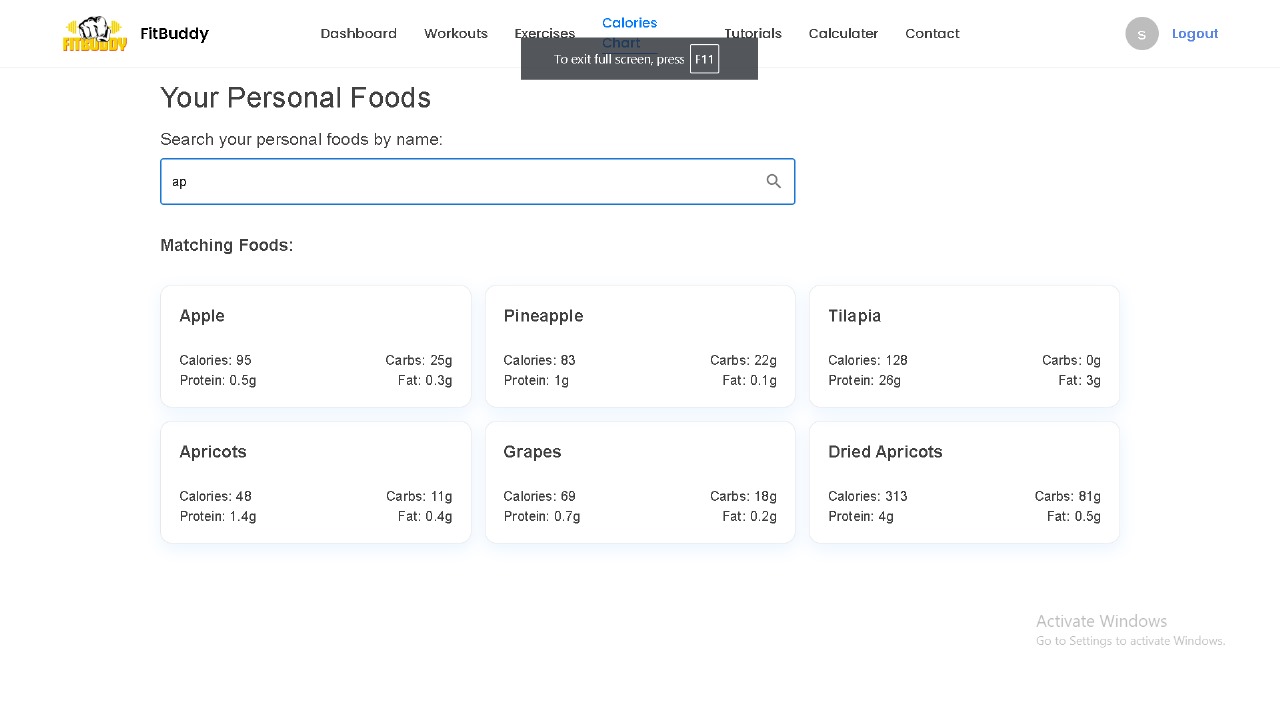 FITBUDDY
FitBuddy
Dashboard
Workouts
Exercises
Calories
Chart
Tutorials
Calculater
Contact
S
Logout
To exit full screen, press F11
Your Personal Foods
Search your personal foods by name:
ap
Matching Foods:
Apple
Calories: 95 Carbs: 25g
Protein: 0.5g Fat: 0.3g
Pineapple
Calories: 83 Carbs: 22g
Protein: 1g Fat: 0.1g
Tilapia
Calories: 128 Carbs: 0g
Protein: 26g Fat: 3g
Apricots
Calories: 48 Carbs: 11g
Protein: 1.4g Fat: 0.4g
Grapes
Calories: 69 Carbs: 18g
Protein: 0.7g Fat: 0.2g
Dried Apricots
Calories: 313 Carbs: 81g
Protein: 4g Fat: 0.5g
Activate Windows
Go to Settings to activate Windows.